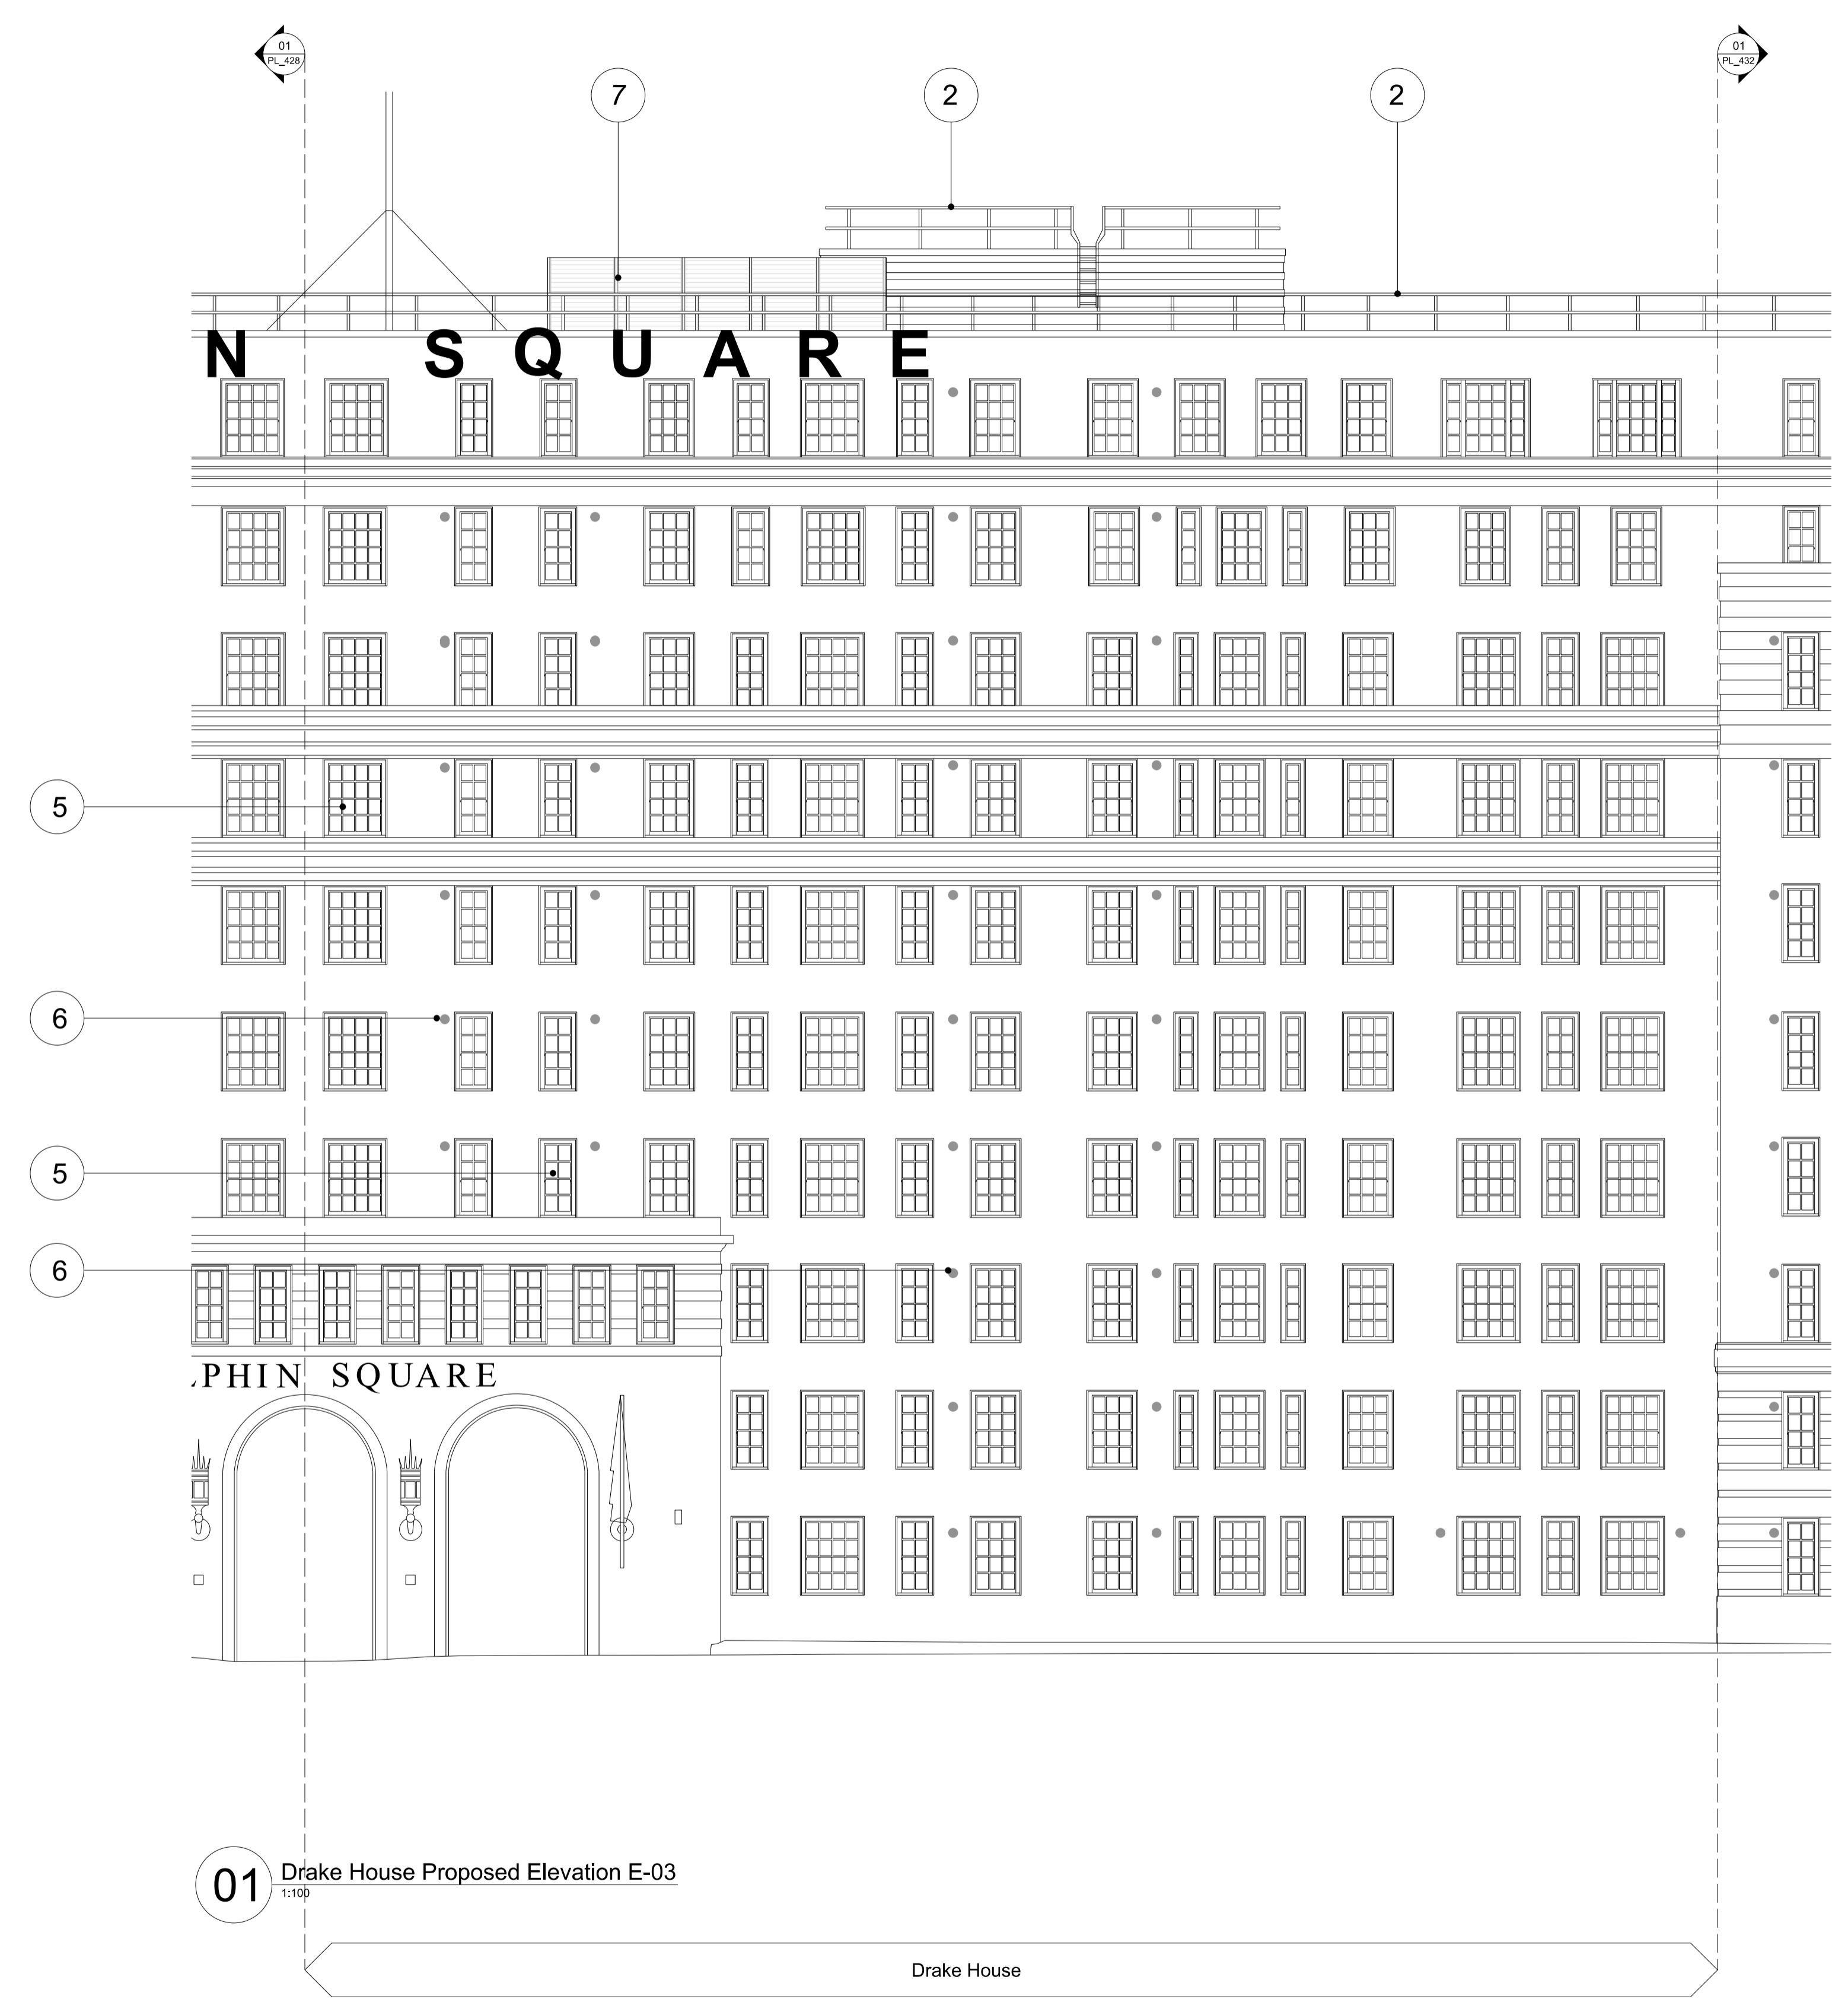 01 01
PL_428 PL_432
7 2 2
N SQUARE
5
6
5
6
PHIN SQUARE
01 Drake House Proposed Elevation E-03
1:100
Drake House